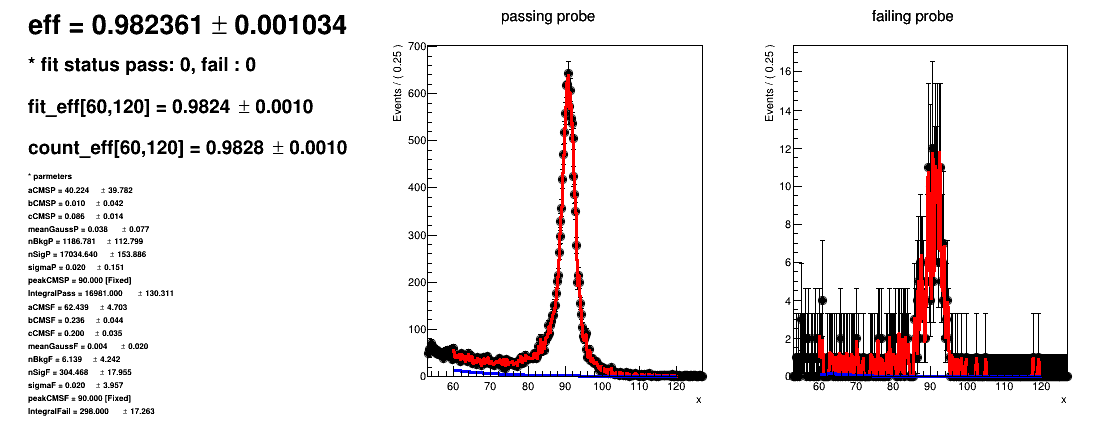 eff = 0.982361 ± 0.001034
* fit status pass: 0, fail : 0
fit_eff[60,120] = 0.9824 ± 0.0010
count_eff[60,120] = 0.9828 ± 0.0010
* parmeters
aCMSP = 40.224 ± 39.782
bCMSP = 0.010 ± 0.042
cCMSP = 0.086 ± 0.014
meanGaussP = 0.038 ± 0.077
nBkgP = 1186.781 ± 112.799
nSigP = 17034.640 ± 153.886
sigmaP = 0.020 ± 0.151
peakCMSP = 90.000 [Fixed]
IntegralPass = 16981.000 ± 130.311
aCMSF = 62.439 ± 4.703
bCMSF = 0.236 ± 0.044
cCMSF = 0.200 ± 0.035
meanGaussF = 0.004 ± 0.020
nBkgF = 6.139 ± 4.242
nSigF = 304.468 ± 17.955
sigmaF = 0.020 ± 3.957
peakCMSF = 90.000 [Fixed]
IntegralFail = 298.000 ± 17.263
passing probe
Events / ( 0.25 )
700
600
500
400
300
200
100
0
60 70 80 90 100 110 120
x
failing probe
Events / ( 0.25 )
16
14
12
10
8
6
4
2
0
60 70 80 90 100 110 120
x